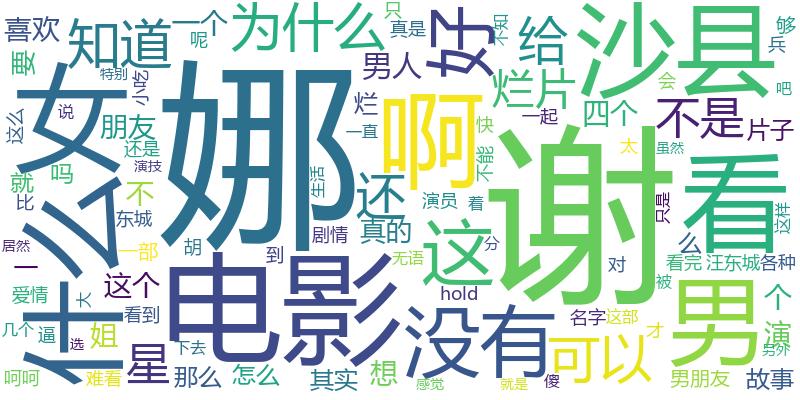 喜欢
一个
为什么
只
真是
不知
够
兵
呢
知道
好
给
沙县
要
特别
小吃
男人
烂片
会
吧
女
娜
啊
不是
片子
这么
说
朋友
烂
四个
一起
快
还是
一直
太
虽然
就
吗
演技
不能
看
比
不
生活
还
演员
着
只是
这样
东城
胡
剧情
真的
这
谢
么
居然
一部
到
无语
分
对
看完
汪东城
各种
一
这个
电影
被
什么
爱情
大
看到
hold
没有
名字
这部
男
个
几个
逼
姐
星
可以
才
演
选
下去
男外
呵呵
难看
那么
怎么
其实
想
感觉
就是
傻
男朋友
故事